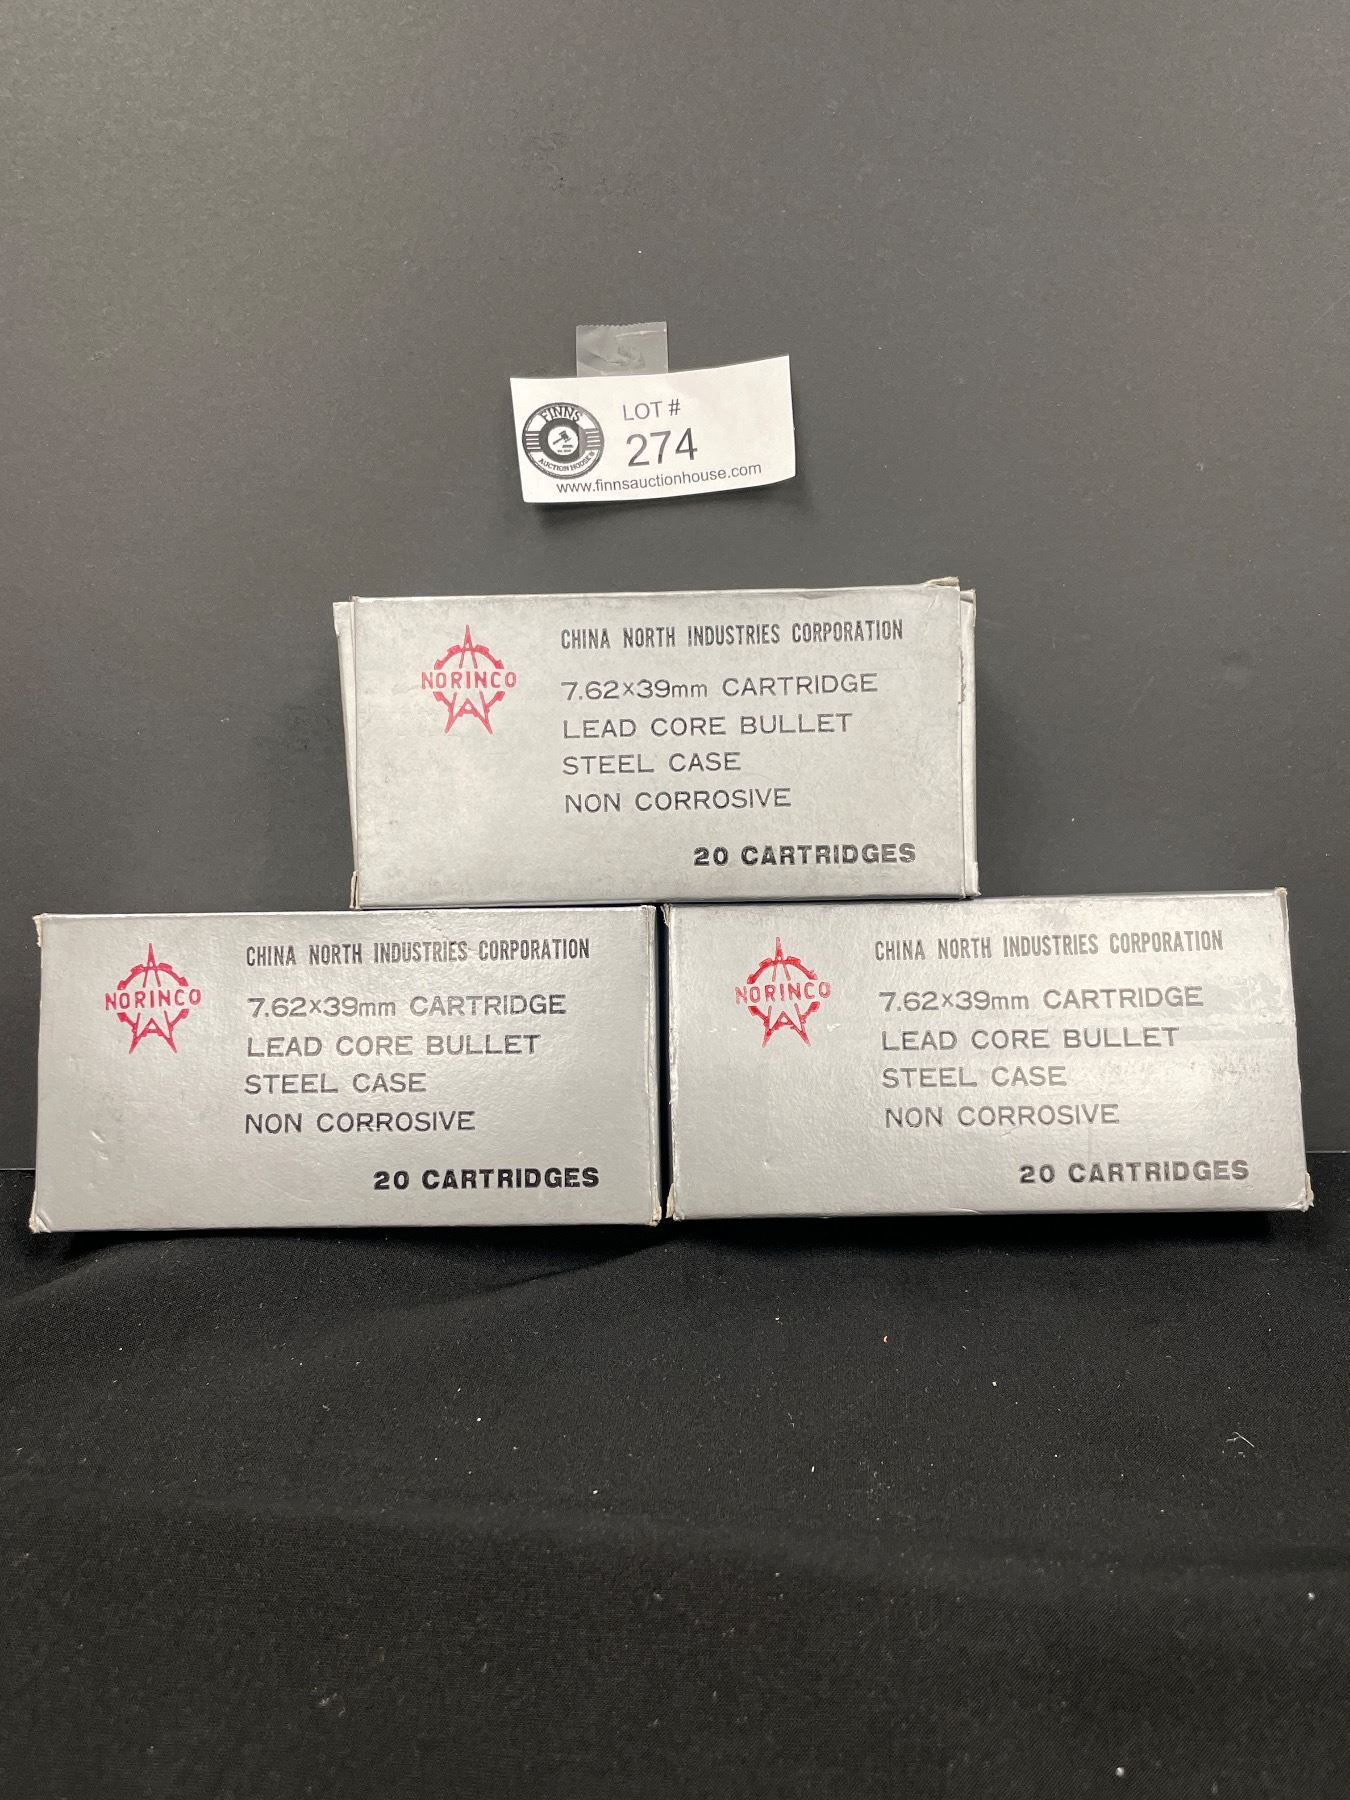 FINNS
AUCTION HOUSE
LOT #
274
www.finnsauctionhouse.com
NORINCO
CHINA NORTH INDUSTRIES CORPORATION
7.62×39mm CARTRIDGE
LEAD CORE BULLET
STEEL CASE
NON CORROSIVE
20 CARTRIDGES
NORINCO
CHINA NORTH INDUSTRIES CORPORATION
7.62×39mm CARTRIDGE
LEAD CORE BULLET
STEEL CASE
NON CORROSIVE
20 CARTRIDGES
NORINCO
CHINA NORTH INDUSTRIES CORPORATION
7.62×39mm CARTRIDGE
LEAD CORE BULLET
STEEL CASE
NON CORROSIVE
20 CARTRIDGES